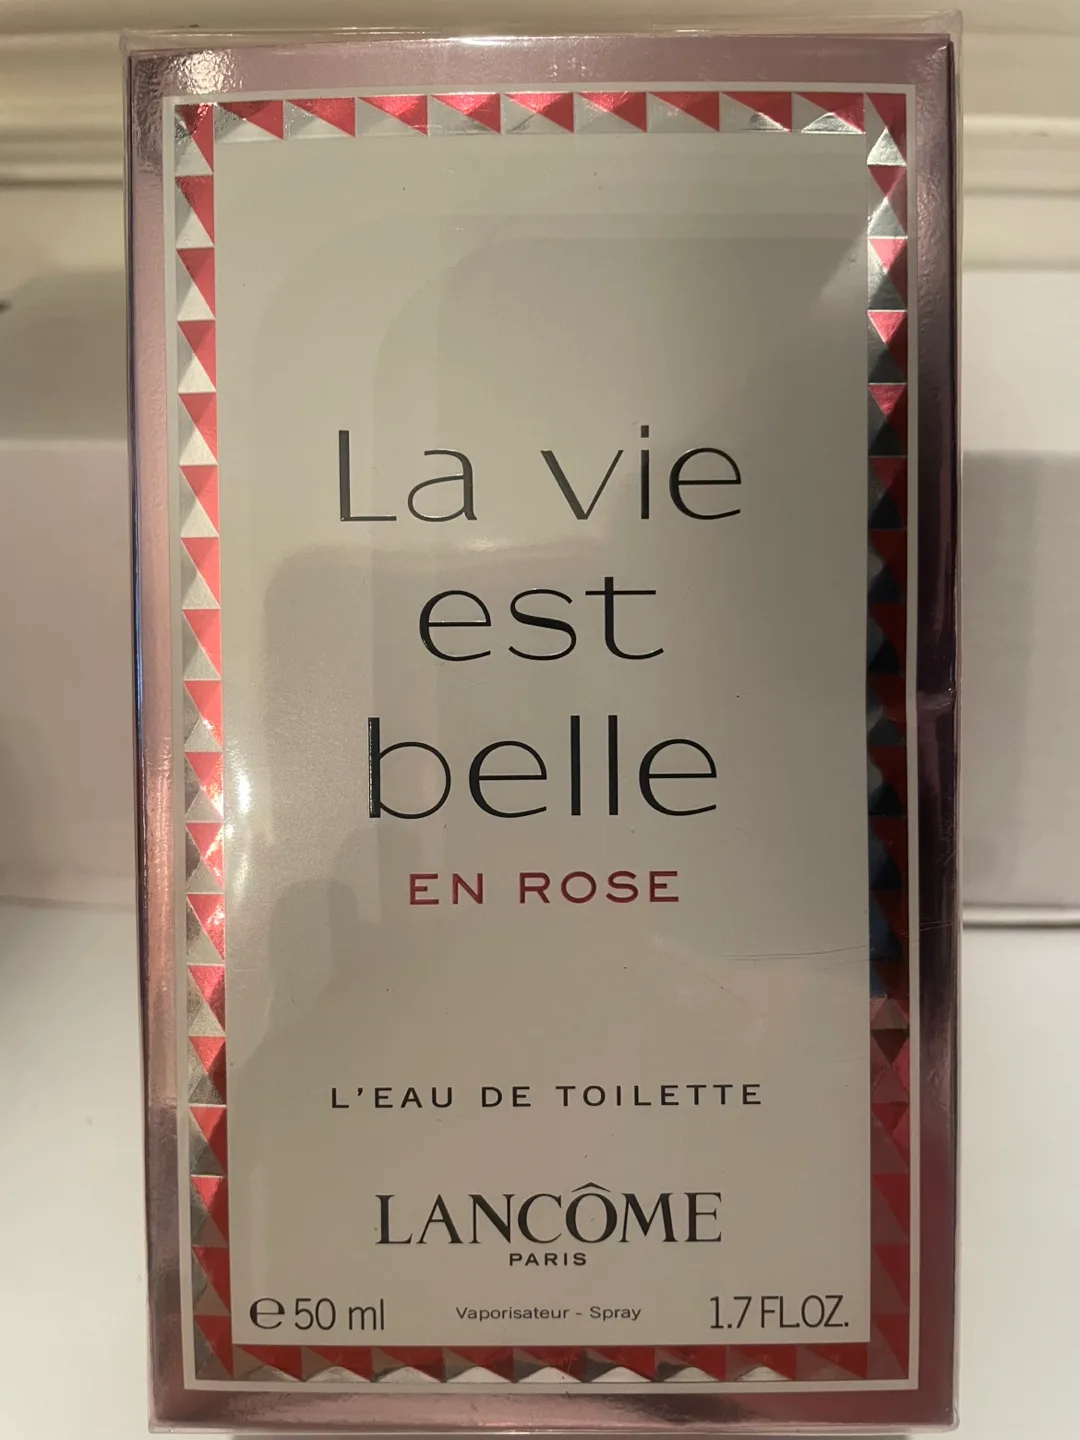 La vie
est
belle
EN ROSE
L'EAU DE TOILETTE
LANCÔME
PARIS
℮ 50 ml Vaporisateur - Spray 1.7 FL.OZ.